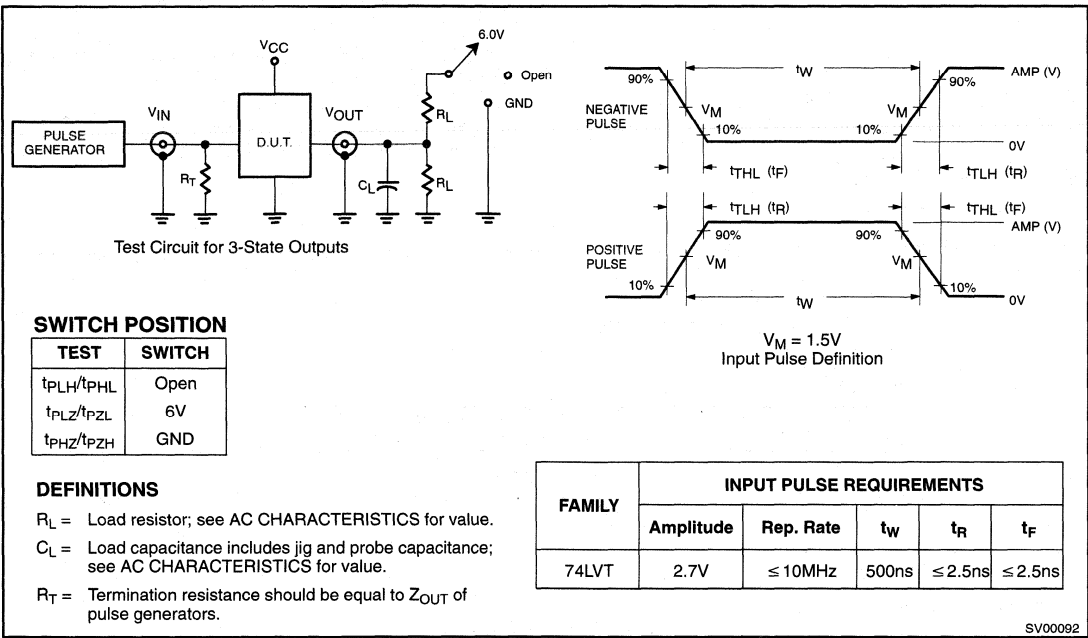 VCC
6.0V
Open
GND
VIN
VOUT
RL
PULSE
GENERATOR
D.U.T.
RT
CL
RL
Test Circuit for 3-State Outputs
tW
AMP (V)
90%
90%
NEGATIVE
PULSE
VM
VM
10%
10%
0V
tTHL (tF)
tTLH (tR)
tTLH (tR)
tTHL (tF)
AMP (V)
90%
90%
POSITIVE
PULSE
VM
VM
10%
10%
tW
0V
VM = 1.5V
Input Pulse Definition
SWITCH POSITION
TEST SWITCH
tPLH/tPHL Open
tPLZ/tPZL 6V
tPHZ/tPZH GND
DEFINITIONS
RL = Load resistor; see AC CHARACTERISTICS for value.
CL = Load capacitance includes jig and probe capacitance;
see AC CHARACTERISTICS for value.
RT = Termination resistance should be equal to ZOUT of
pulse generators.
FAMILY INPUT PULSE REQUIREMENTS
Amplitude Rep. Rate tW tR tF
74LVT 2.7V ≤10MHz 500ns ≤2.5ns ≤2.5ns
SV00092